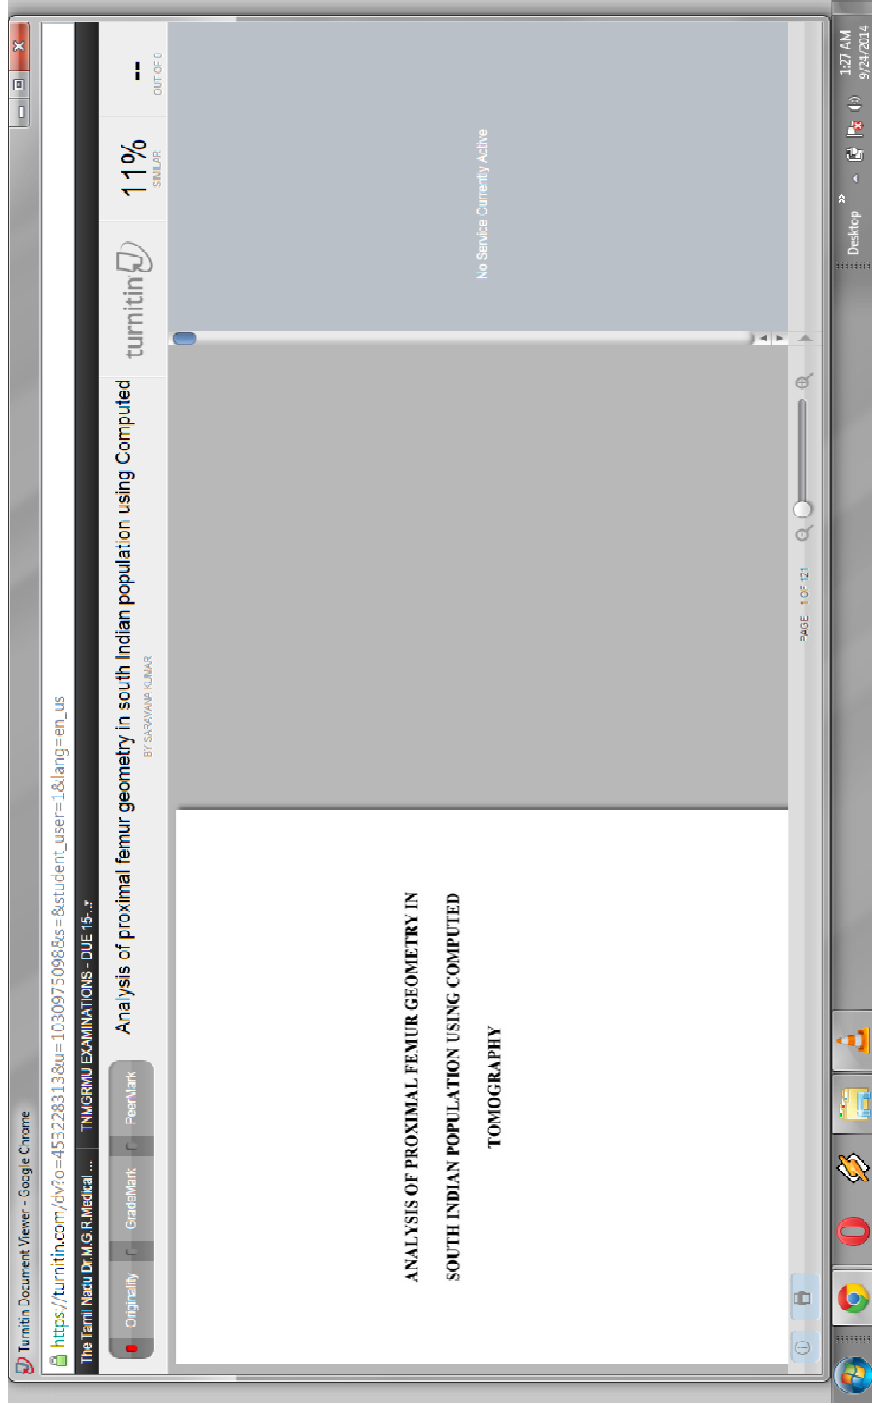 Turnitin Document Viewer - Google Chrome
https://turnitin.com/dv?o=453228313&u=1030975098&s=&student_user=1&lang=en_us
The Tamil Nadu Dr.M.G.R.Medical ... TNMGRMU EXAMINATIONS - DUE 15-...
Originality GradeMark PeerMark
Analysis of proximal femur geometry in south Indian population using Computed
BY SARAVANA KUMAR
turnitin
11%
SIMILAR
--
OUT OF 0
ANALYSIS OF PROXIMAL FEMUR GEOMETRY IN
SOUTH INDIAN POPULATION USING COMPUTED
TOMOGRAPHY
No Service Currently Active
PAGE 1 OF 121
Desktop
1:27 AM
9/24/2014